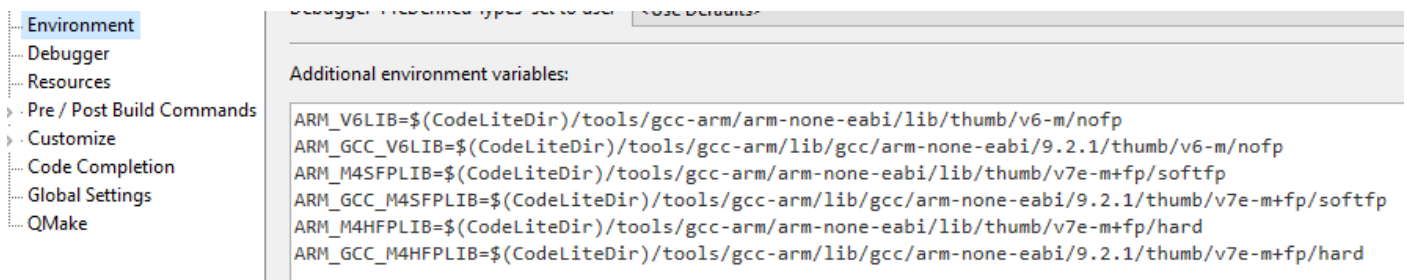 Environment
Debugger
Resources
Pre / Post Build Commands
Customize
Code Completion
Global Settings
QMake
Additional environment variables:
ARM_V6LIB=$(CodeLiteDir)/tools/gcc-arm/arm-none-eabi/lib/thumb/v6-m/nofp
ARM_GCC_V6LIB=$(CodeLiteDir)/tools/gcc-arm/lib/gcc/arm-none-eabi/9.2.1/thumb/v6-m/nofp
ARM_M4SFPLIB=$(CodeLiteDir)/tools/gcc-arm/arm-none-eabi/lib/thumb/v7e-m+fp/softfp
ARM_GCC_M4SFPLIB=$(CodeLiteDir)/tools/gcc-arm/lib/gcc/arm-none-eabi/9.2.1/thumb/v7e-m+fp/softfp
ARM_M4HFPLIB=$(CodeLiteDir)/tools/gcc-arm/arm-none-eabi/lib/thumb/v7e-m+fp/hard
ARM_GCC_M4HFPLIB=$(CodeLiteDir)/tools/gcc-arm/lib/gcc/arm-none-eabi/9.2.1/thumb/v7e-m+fp/hard